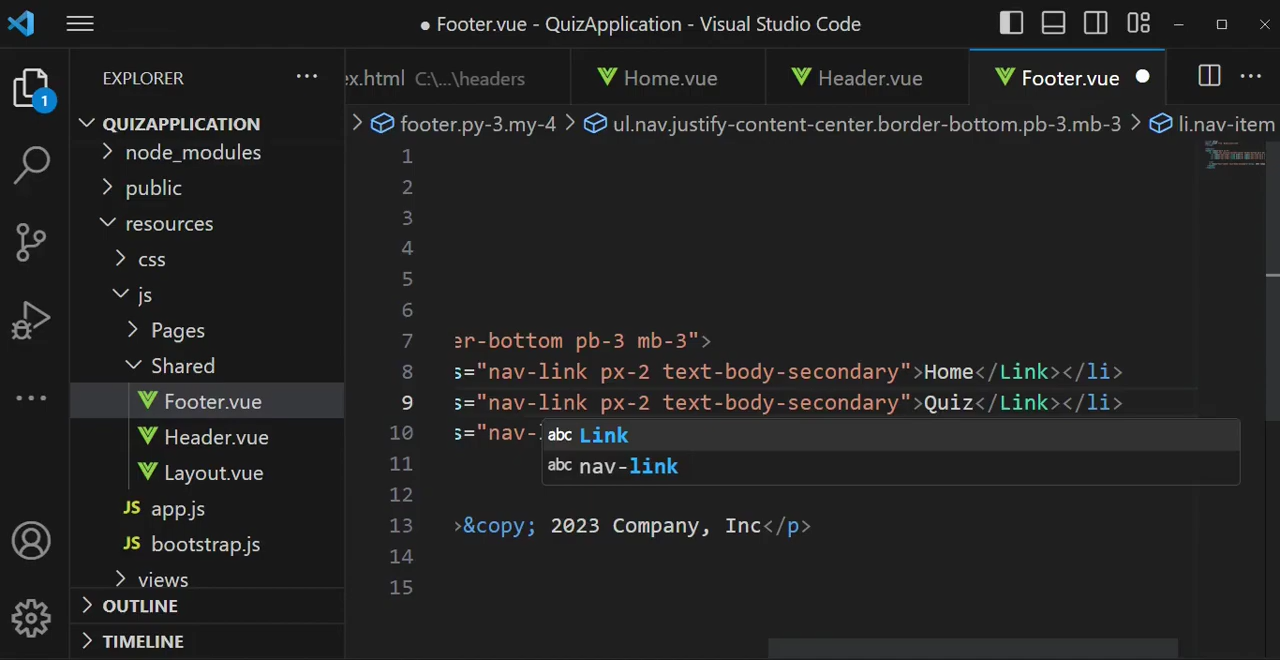 ● Footer.vue - QuizApplication - Visual Studio Code
EXPLORER
ex.html C:\...\headers
Home.vue
Header.vue
Footer.vue
1
QUIZAPPLICATION
footer.py-3.my-4
ul.nav.justify-content-center.border-bottom.pb-3.mb-3
li.nav-item
node_modules
public
resources
css
js
Pages
Shared
Footer.vue
Header.vue
Layout.vue
JS app.js
JS bootstrap.js
views
OUTLINE
TIMELINE
1
2
3
4
5
6
7 er-bottom pb-3 mb-3">
8 s="nav-link px-2 text-body-secondary">Home</Link></li>
9 s="nav-link px-2 text-body-secondary">Quiz</Link></li>
10 s="nav-
abc Link
abc nav-link
11
12
13 >&copy; 2023 Company, Inc</p>
14
15